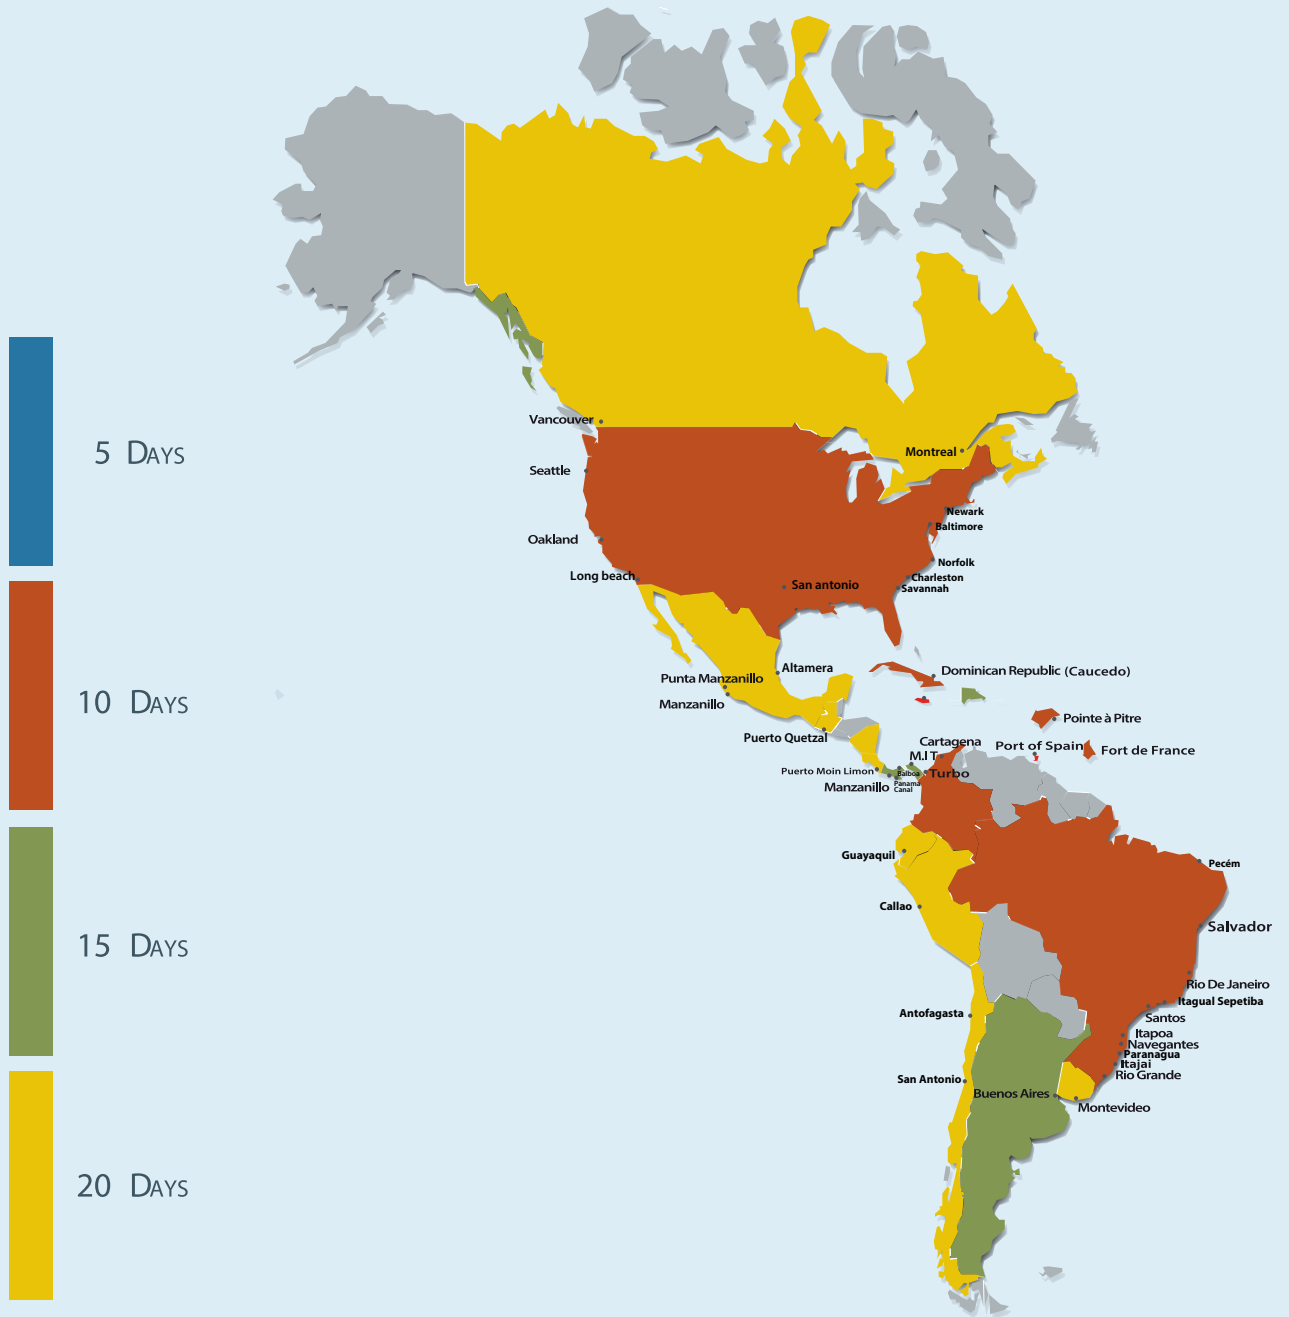 Vancouver
Montreal
5 DAYS
Seattle
Newark
Baltimore
Oakland
Norfolk
Long beach
Charleston
San antonio
Savannah
Altamera
Dominican Republic (Caucedo)
Punta Manzanillo
10 DAYS
Manzanillo
Pointe à Pitre
Puerto Quetzal
Cartagena
Port of Spain
Fort de France
M.I T
Puerto Moin Limon
Balboa
Turbo
Manzanillo
Panama
Canal
Guayaquil
Pecém
Callao
Salvador
15 DAYS
Rio De Janeiro
Itagual Sepetiba
Antofagasta
Santos
Itapoa
Navegantes
Paranagua
Itajai
Rio Grande
San Antonio
Buenos Aires
Montevideo
20 DAYS